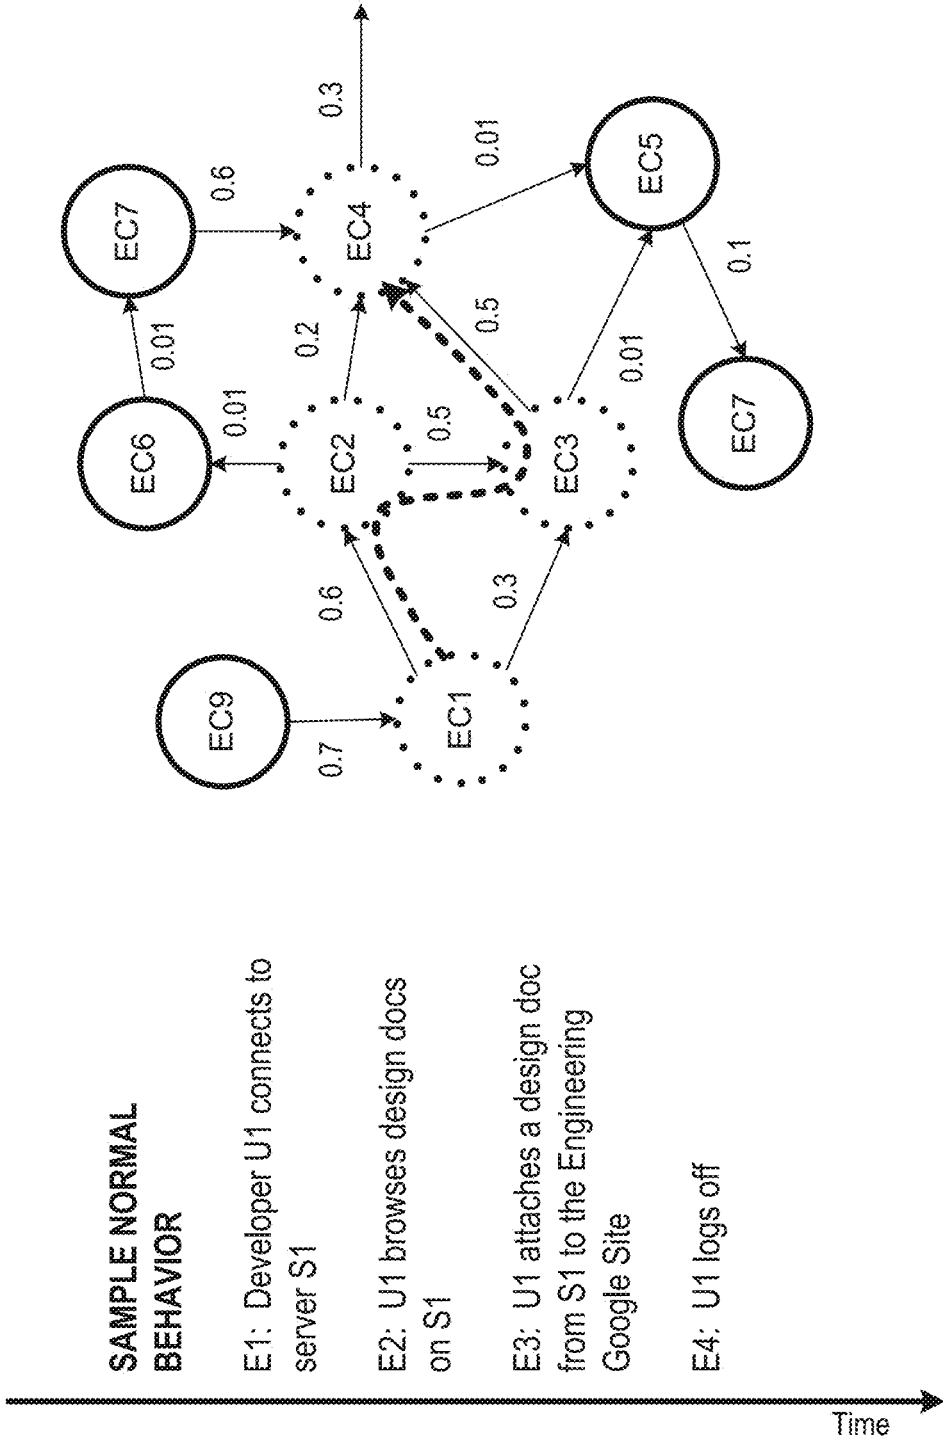 SAMPLE NORMAL
BEHAVIOR
E1: Developer U1 connects to
server S1
E2: U1 browses design docs
on S1
E3: U1 attaches a design doc
from S1 to the Engineering
Google Site
E4: U1 logs off
Time
EC9
0.7
EC1
0.6
0.3
EC6
0.01
0.01
EC7
0.6
EC2
0.2
0.5
EC4
0.3
0.01
EC3
0.5
0.01
EC5
0.1
EC7